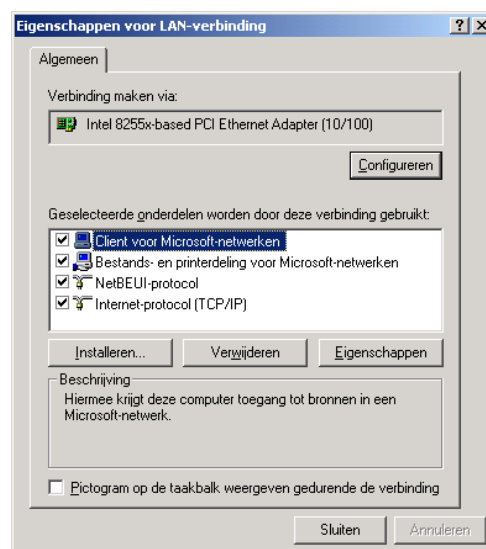 Eigenschappen voor LAN-verbinding
Algemeen
Verbinding maken via:
Intel 8255x-based PCI Ethernet Adapter (10/100)
Configureren
Geselecteerde onderdelen worden door deze verbinding gebruikt:
Client voor Microsoft-netwerken
Bestands- en printerdeling voor Microsoft-netwerken
NetBEUI-protocol
Internet-protocol (TCP/IP)
Installeren... Verwijderen Eigenschappen
Beschrijving
Hiermee krijgt deze computer toegang tot bronnen in een
Microsoft-netwerk.
Pictogram op de taakbalk weergeven gedurende de verbinding
Sluiten Annuleren